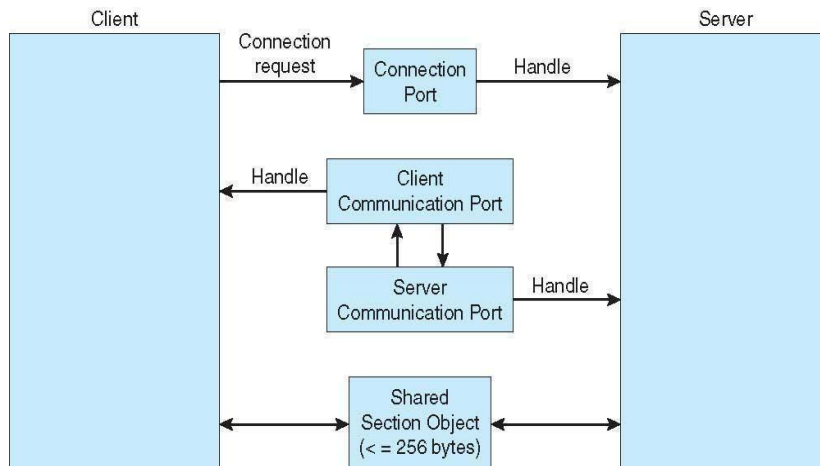 Client
Server
Connection
request
Connection
Port
Handle
Handle
Client
Communication Port
Server
Communication Port
Handle
Shared
Section Object
(< = 256 bytes)